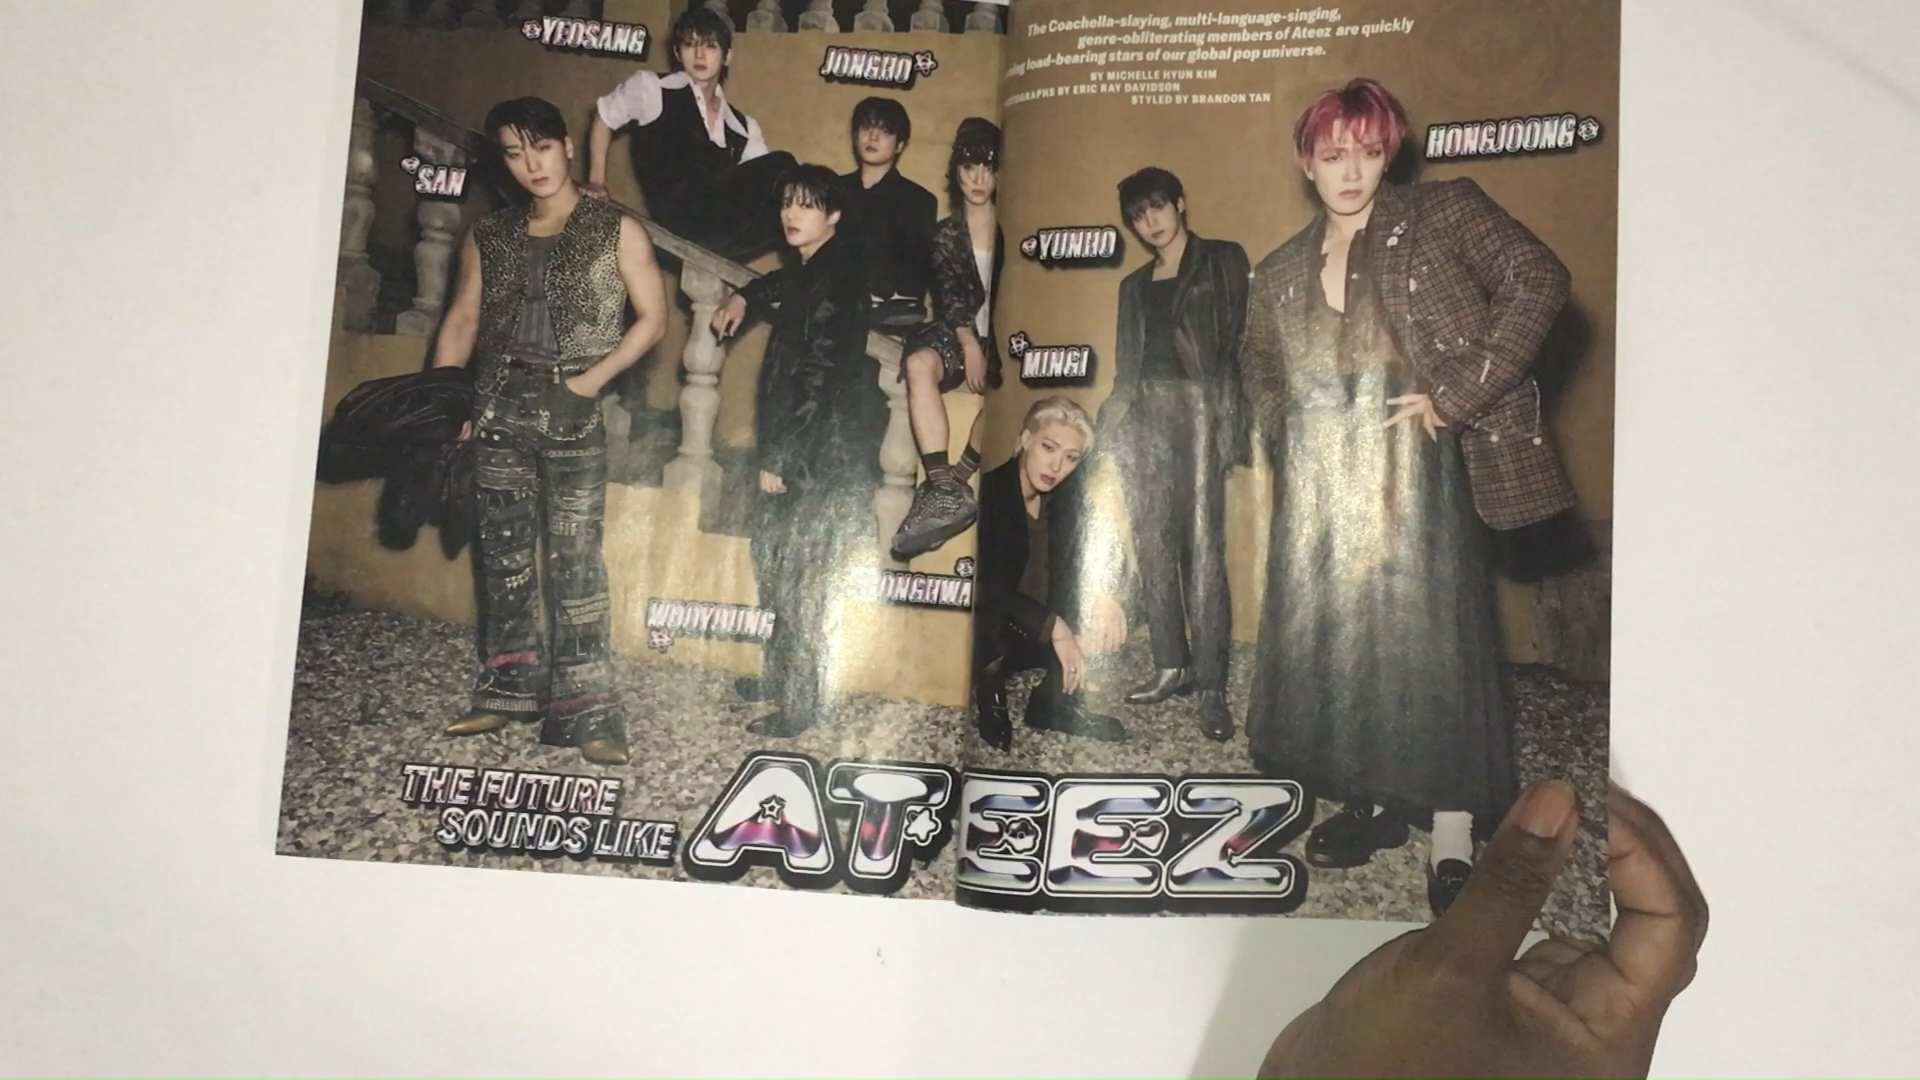 YEOSANG
JONGHO
SAN
The Coachella-slaying, multi-language-singing,
genre-obliterating members of Ateez are quickly
load-bearing stars of our global pop universe.
BY MICHELLE HYUN KIM
BY ERIC RAY DAVIDSON
STYLED BY BRANDON TAN
HONGJOONG
YUNHO
MINGI
WOOYOUNG
THE FUTURE
SOUNDS LIKE
ATEEZ